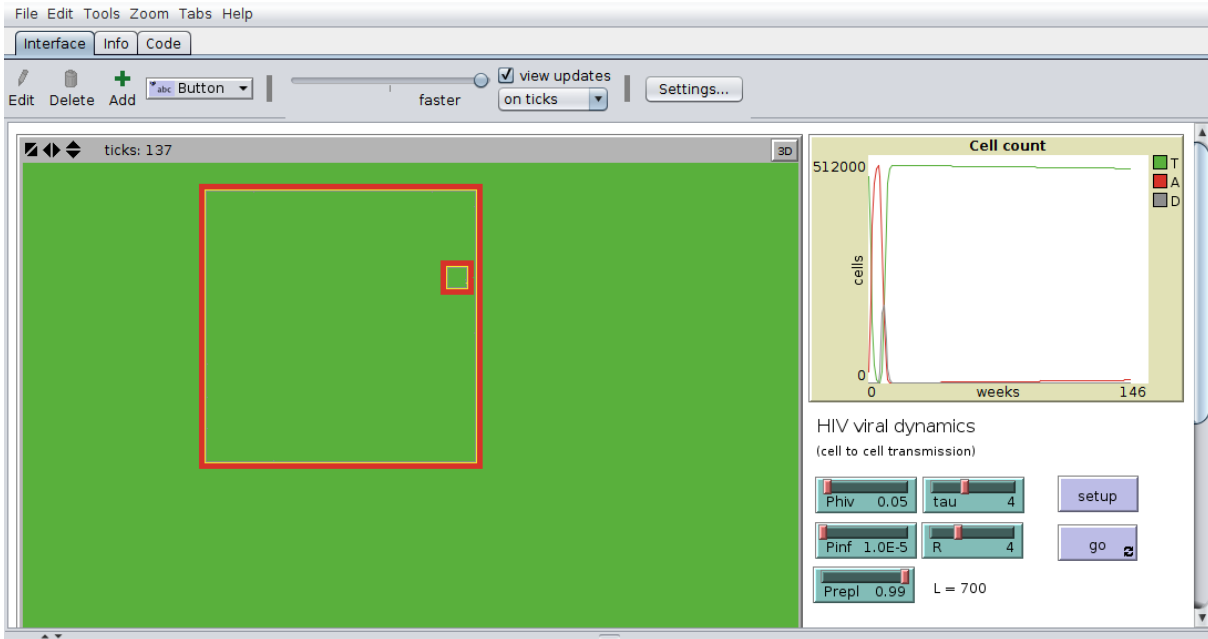 File Edit Tools Zoom Tabs Help
Interface Info Code
Edit Delete Add abc Button faster view updates on ticks Settings...
ticks: 137 3D
Cell count
512000
T
A
D
cells
0
0 weeks 146
HIV viral dynamics
(cell to cell transmission)
Phiv 0.05 tau 4 setup
Pinf 1.0E-5 R 4 go
Prepl 0.99 L = 700